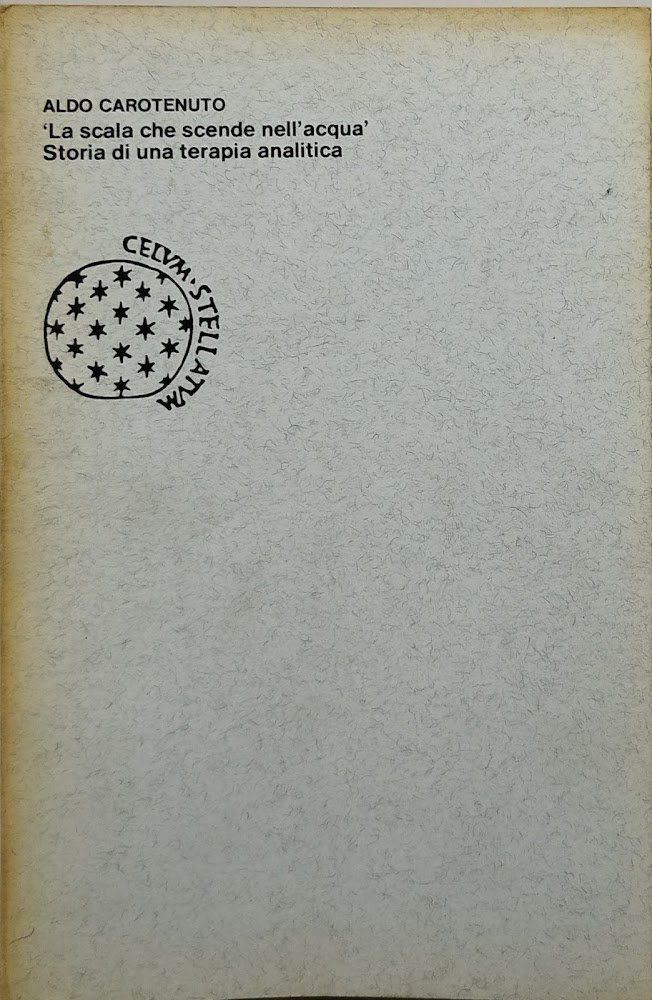 ALDO CAROTENUTO
‘La scala che scende nell’acqua’
Storia di una terapia analitica
CELVM · STELLATVM